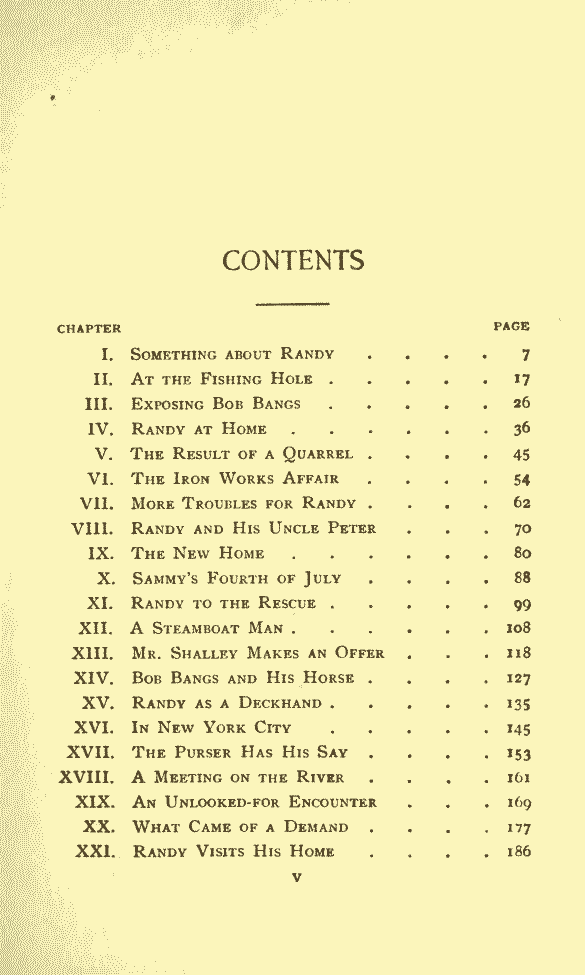 CONTENTS
CHAPTER PAGE
I. Something about Randy . . . . 7
II. At the Fishing Hole . . . . . 17
III. Exposing Bob Bangs . . . . . 26
IV. Randy at Home . . . . . . 36
V. The Result of a Quarrel . . . . 45
VI. The Iron Works Affair . . . . 54
VII. More Troubles for Randy . . . . 62
VIII. Randy and His Uncle Peter . . . 70
IX. The New Home . . . . . . 80
X. Sammy's Fourth of July . . . . 88
XI. Randy to the Rescue . . . . . 99
XII. A Steamboat Man . . . . . . 108
XIII. Mr. Shalley Makes an Offer . . . 118
XIV. Bob Bangs and His Horse . . . . 127
XV. Randy as a Deckhand . . . . . 135
XVI. In New York City . . . . . 145
XVII. The Purser Has His Say . . . . 153
XVIII. A Meeting on the River . . . . 161
XIX. An Unlooked-for Encounter . . . 169
XX. What Came of a Demand . . . . 177
XXI. Randy Visits His Home . . . . 186
v